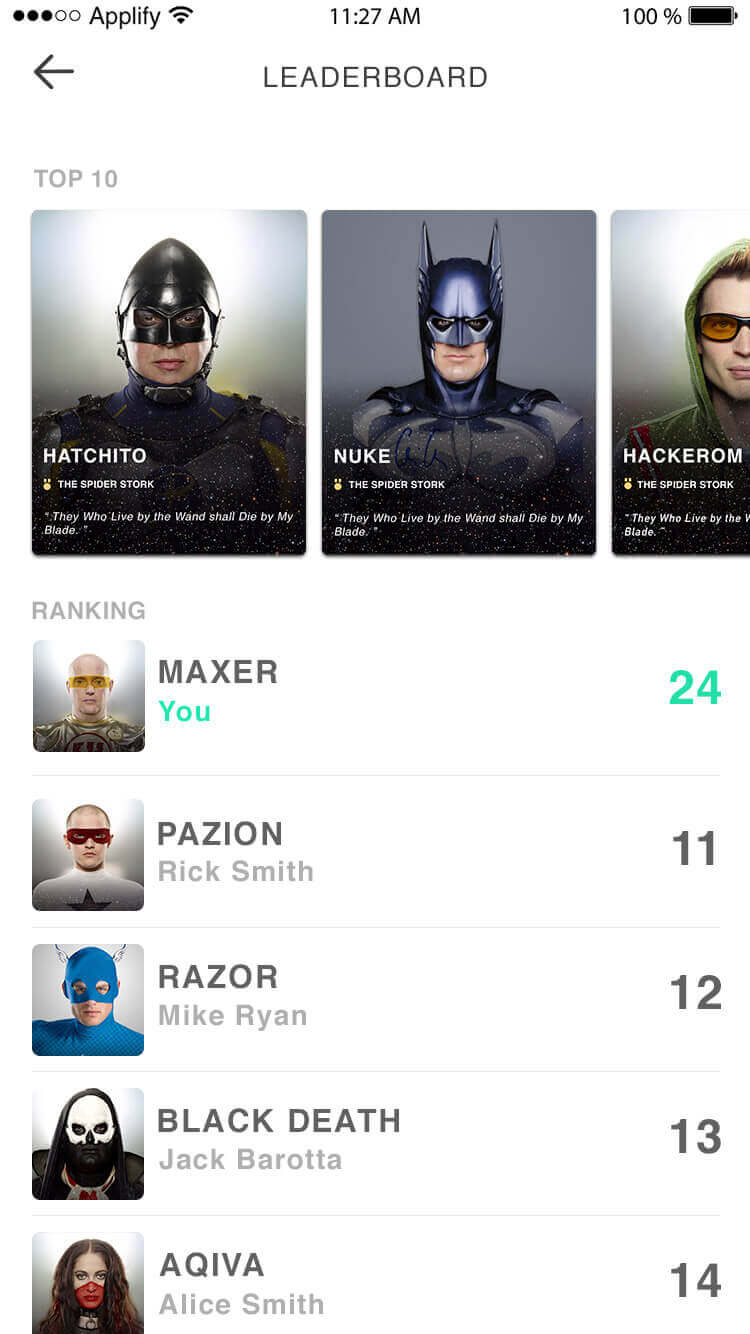 Applify 11:27 AM 100 %
LEADERBOARD
TOP 10
HATCHITO
THE SPIDER STORK
“ They Who Live by the Wand shall Die by My
Blade. ”
NUKE
THE SPIDER STORK
“ They Who Live by the Wand shall Die by My
Blade. ”
HACKEROM
THE SPIDER STORK
“ They Who Live by the
Blade. ”
RANKING
MAXER
You
24
PAZION
Rick Smith
11
RAZOR
Mike Ryan
12
BLACK DEATH
Jack Barotta
13
AQIVA
Alice Smith
14